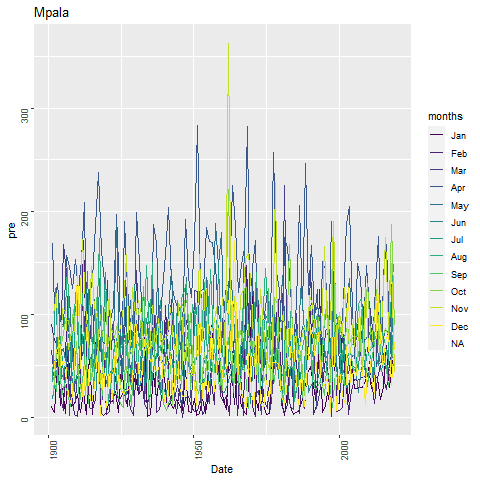 Mpala
pre
300
200
100
0
1900
1950
2000
Date
months
Jan
Feb
Mar
Apr
May
Jun
Jul
Aug
Sep
Oct
Nov
Dec
NA